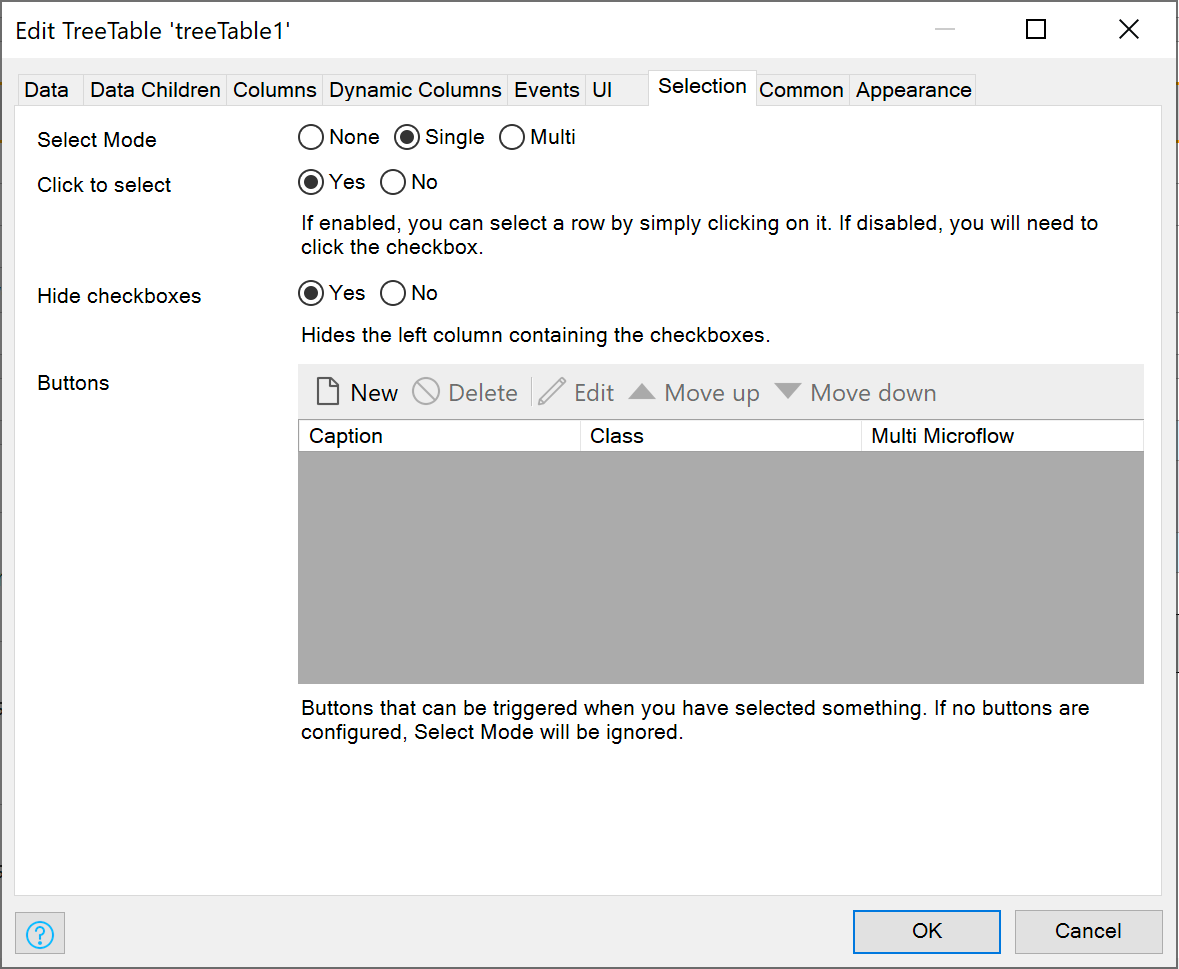 Edit TreeTable 'treeTable1'
Data Data Children Columns Dynamic Columns Events UI Selection Common Appearance
Select Mode None Single Multi
Click to select Yes No
If enabled, you can select a row by simply clicking on it. If disabled, you will need to
click the checkbox.
Hide checkboxes Yes No
Hides the left column containing the checkboxes.
Buttons New Delete Edit Move up Move down
Caption Class Multi Microflow
Buttons that can be triggered when you have selected something. If no buttons are
configured, Select Mode will be ignored.
? OK Cancel